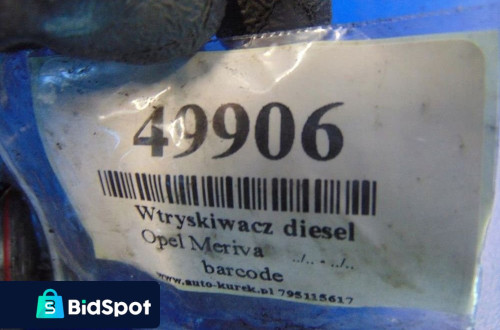 49906
Wtryskiwacz diesel
Opel Meriva ../.. - ../..
barcode
www.auto-kurek.pl 795115617
BidSpot